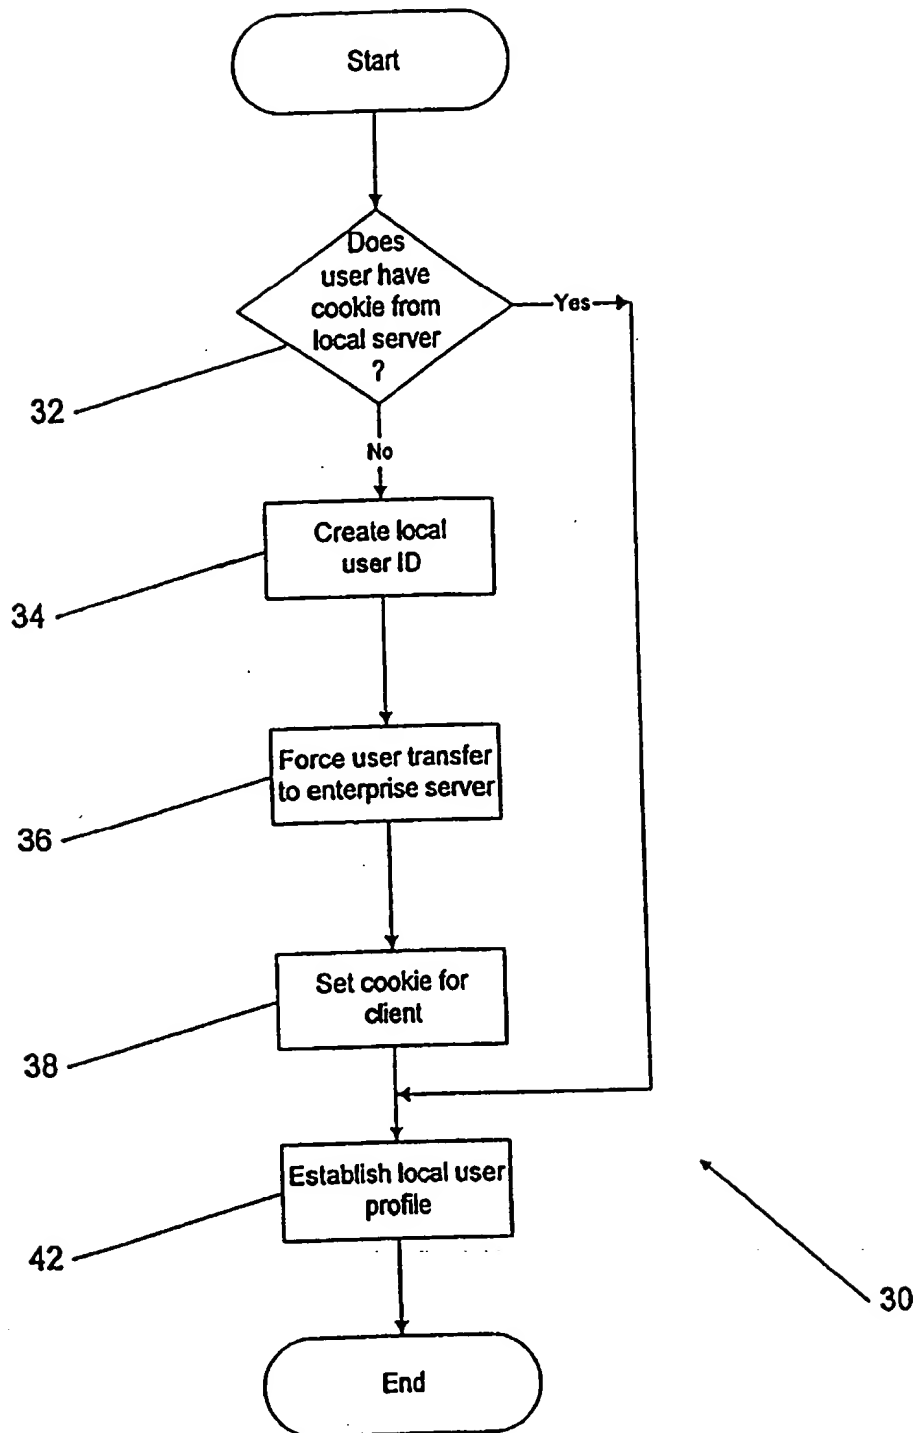 Start
Does
user have
cookie from
local server
?
Yes
32
No
Create local
user ID
34
Force user transfer
to enterprise server
36
Set cookie for
client
38
Establish local user
profile
42
30
End